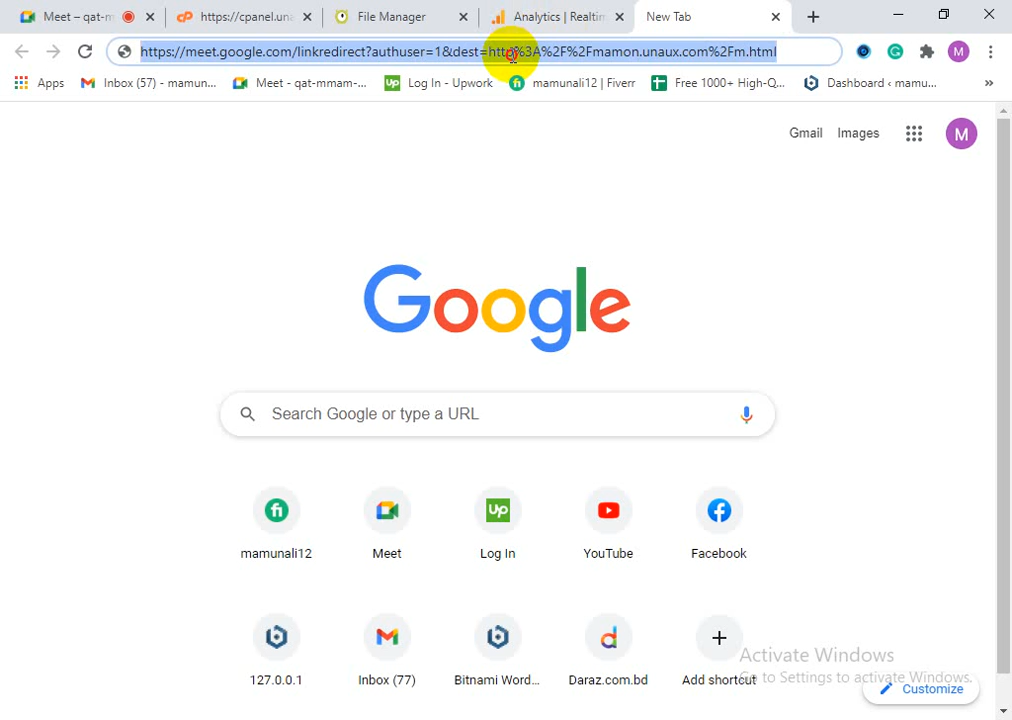 Meet – qat-m
https://cpanel.una
File Manager
Analytics | Realtim
New Tab
https://meet.google.com/linkredirect?authuser=1&dest=http%3A%2F%2Fmamon.unaux.com%2Fm.html
Apps
Inbox (57) - mamun...
Meet - qat-mmam-...
Log In - Upwork
mamunali12 | Fiverr
Free 1000+ High-Q...
Dashboard ‹ mamu...
»
Gmail
Images
M
Google
Search Google or type a URL
mamunali12
Meet
Log In
YouTube
Facebook
127.0.0.1
Inbox (77)
Bitnami Word...
Daraz.com.bd
Add shortcut
Activate Windows
Go to Settings to activate Windows.
Customize